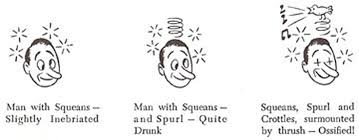 Man with Squeans —
Slightly Inebriated
Man with Squeans —
and Spurl — Quite
Drunk
Squeans, Spurl and
Crottles, surmounted
by thrush — Ossified!